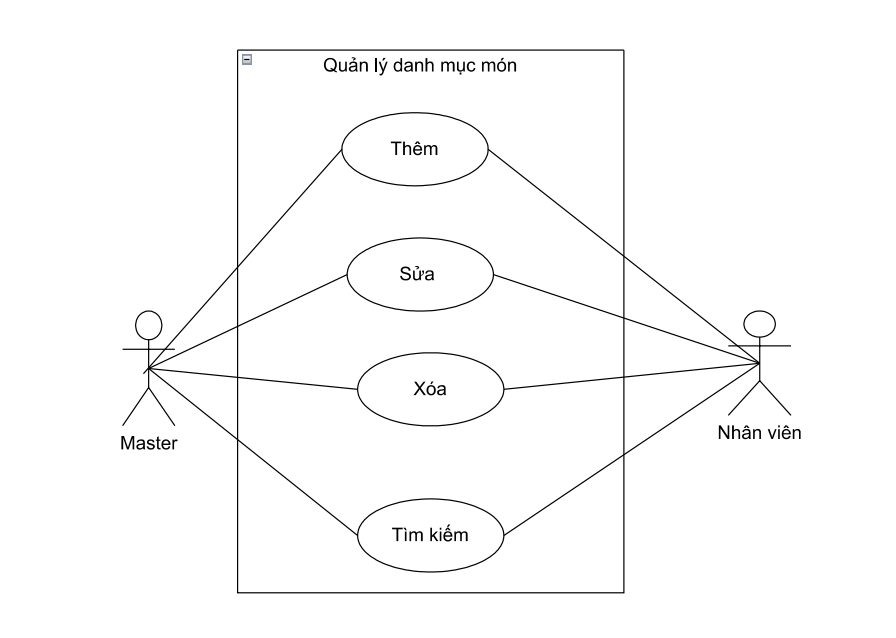 Quản lý danh mục món
Thêm
Sửa
Xóa
Tìm kiếm
Master
Nhân viên